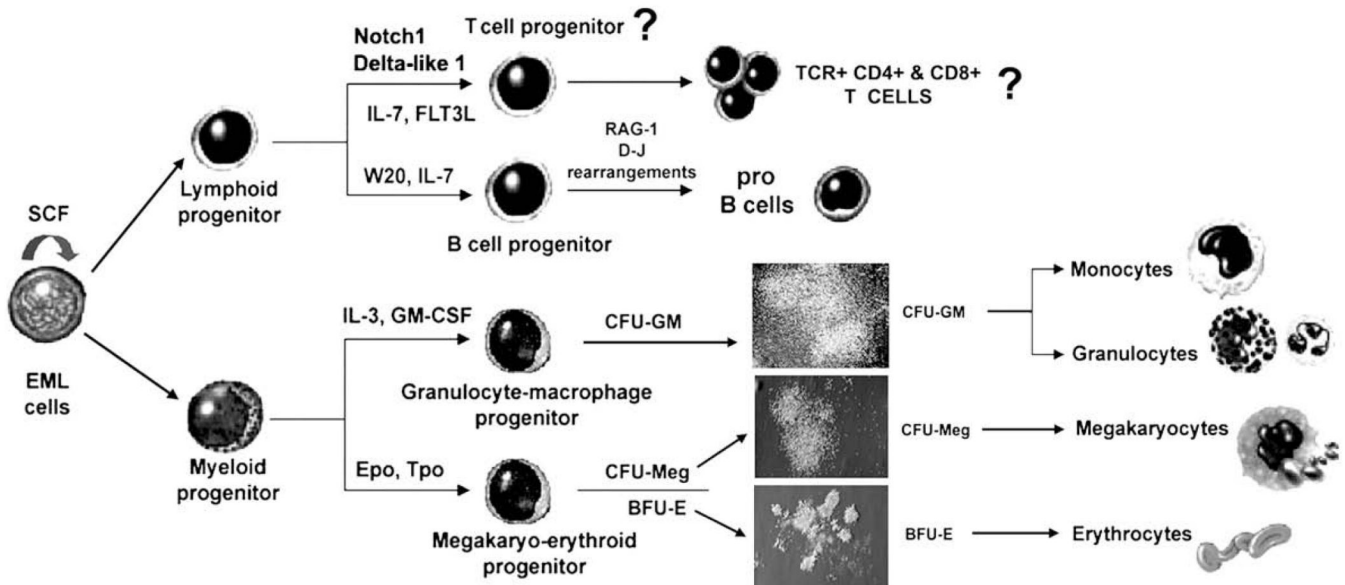 Notch1
Delta-like 1
IL-7, FLT3L
T cell progenitor ?
TCR+ CD4+ & CD8+
T CELLS
?
Lymphoid
progenitor
W20, IL-7
B cell progenitor
RAG-1
D-J
rearrangements
pro
B cells
SCF
EML
cells
Myeloid
progenitor
IL-3, GM-CSF
Granulocyte-macrophage
progenitor
CFU-GM
CFU-GM
Monocytes
Granulocytes
Epo, Tpo
Megakaryo-erythroid
progenitor
CFU-Meg
BFU-E
CFU-Meg
Megakaryocytes
BFU-E
Erythrocytes